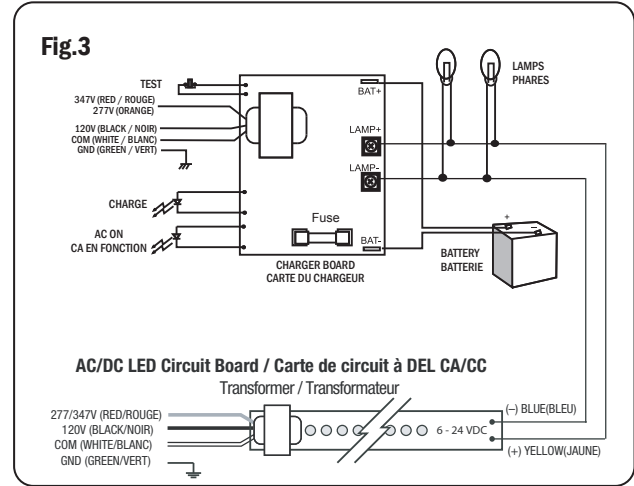 Fig.3
TEST
347V (RED / ROUGE)
277V (ORANGE)
120V (BLACK / NOIR)
COM (WHITE / BLANC)
GND (GREEN / VERT)
CHARGE
AC ON
CA EN FONCTION
BAT+
LAMP+
LAMP-
Fuse
BAT-
CHARGER BOARD
CARTE DU CHARGEUR
LAMPS
PHARES
+
–
BATTERY
BATTERIE
AC/DC LED Circuit Board / Carte de circuit à DEL CA/CC
Transformer / Transformateur
277/347V (RED/ROUGE)
120V (BLACK/NOIR)
COM (WHITE/BLANC)
GND (GREEN/VERT)
6 - 24 VDC
(–) BLUE(BLEU)
(+) YELLOW(JAUNE)